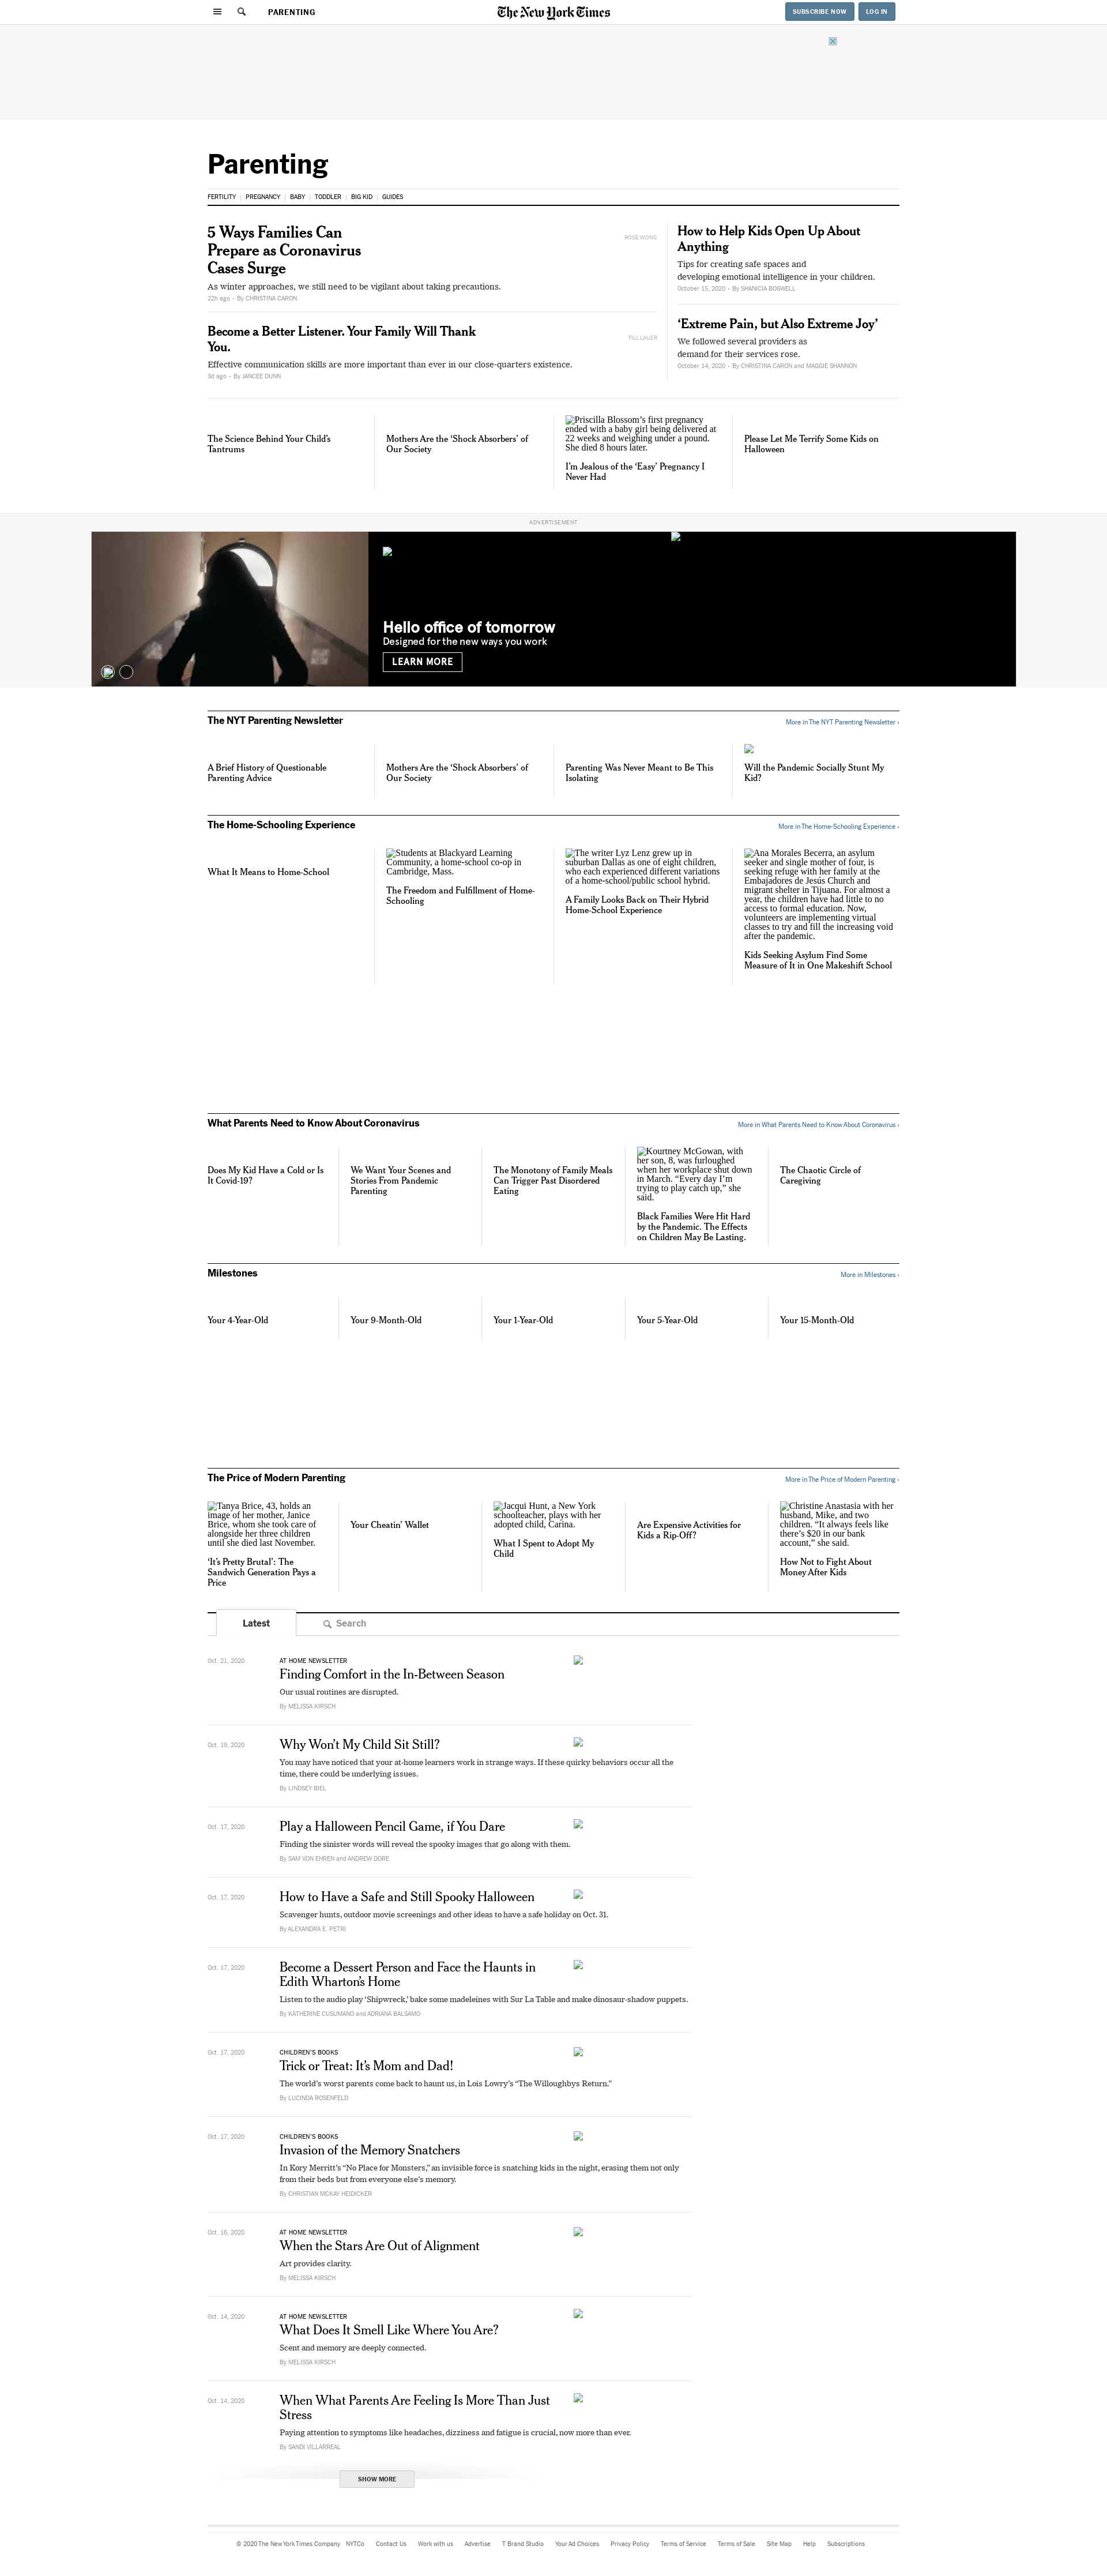 PARENTING
The New York Times
SUBSCRIBE NOW
LOG IN
Parenting
FERTILITY | PREGNANCY | BABY | TODDLER | BIG KID | GUIDES
5 Ways Families Can
Prepare as Coronavirus
Cases Surge
As winter approaches, we still need to be vigilant about taking precautions.
22h ago - By CHRISTINA CARON
ROSE WONG
Become a Better Listener. Your Family Will Thank
You.
Effective communication skills are more important than ever in our close-quarters existence.
3d ago - By JANCEE DUNN
TILL LAUER
How to Help Kids Open Up About
Anything
Tips for creating safe spaces and
developing emotional intelligence in your children.
October 15, 2020 - By SHANICIA BOSWELL
‘Extreme Pain, but Also Extreme Joy’
We followed several providers as
demand for their services rose.
October 14, 2020 - By CHRISTINA CARON and MAGGIE SHANNON
The Science Behind Your Child’s
Tantrums
Mothers Are the ‘Shock Absorbers’ of
Our Society
Priscilla Blossom’s first pregnancy
ended with a baby girl being delivered at
22 weeks and weighing under a pound.
She died 8 hours later.
I’m Jealous of the ‘Easy’ Pregnancy I
Never Had
Please Let Me Terrify Some Kids on
Halloween
ADVERTISEMENT
Hello office of tomorrow
Designed for the new ways you work
LEARN MORE
The NYT Parenting Newsletter
More in The NYT Parenting Newsletter ›
A Brief History of Questionable
Parenting Advice
Mothers Are the ‘Shock Absorbers’ of
Our Society
Parenting Was Never Meant to Be This
Isolating
Will the Pandemic Socially Stunt My
Kid?
The Home-Schooling Experience
More in The Home-Schooling Experience ›
What It Means to Home-School
Students at Blackyard Learning
Community, a home-school co-op in
Cambridge, Mass.
The Freedom and Fulfillment of Home-
Schooling
The writer Lyz Lenz grew up in
suburban Dallas as one of eight children,
who each experienced different variations
of a home-school/public school hybrid.
A Family Looks Back on Their Hybrid
Home-School Experience
Ana Morales Becerra, an asylum
seeker and single mother of four, is
seeking refuge with her family at the
Embajadores de Jesús Church and
migrant shelter in Tijuana. For almost a
year, the children have had little to no
access to formal education. Now,
volunteers are implementing virtual
classes to try and fill the increasing void
after the pandemic.
Kids Seeking Asylum Find Some
Measure of It in One Makeshift School
What Parents Need to Know About Coronavirus
More in What Parents Need to Know About Coronavirus ›
Does My Kid Have a Cold or Is
It Covid-19?
We Want Your Scenes and
Stories From Pandemic
Parenting
The Monotony of Family Meals
Can Trigger Past Disordered
Eating
Kourtney McGowan, with
her son, 8, was furloughed
when her workplace shut down
in March. “Every day I’m
trying to play catch up,” she
said.
Black Families Were Hit Hard
by the Pandemic. The Effects
on Children May Be Lasting.
The Chaotic Circle of
Caregiving
Milestones
More in Milestones ›
Your 4-Year-Old
Your 9-Month-Old
Your 1-Year-Old
Your 5-Year-Old
Your 15-Month-Old
The Price of Modern Parenting
More in The Price of Modern Parenting ›
Tanya Brice, 43, holds an
image of her mother, Janice
Brice, whom she took care of
alongside her three children
until she died last November.
‘It’s Pretty Brutal’: The
Sandwich Generation Pays a
Price
Your Cheatin’ Wallet
Jacqui Hunt, a New York
schoolteacher, plays with her
adopted child, Carina.
What I Spent to Adopt My
Child
Are Expensive Activities for
Kids a Rip-Off?
Christine Anastasia with her
husband, Mike, and two
children. “It always feels like
there’s $20 in our bank
account,” she said.
How Not to Fight About
Money After Kids
Latest
Search
Oct. 21, 2020
AT HOME NEWSLETTER
Finding Comfort in the In-Between Season
Our usual routines are disrupted.
By MELISSA KIRSCH
Oct. 19, 2020
Why Won’t My Child Sit Still?
You may have noticed that your at-home learners work in strange ways. If these quirky behaviors occur all the
time, there could be underlying issues.
By LINDSEY BIEL
Oct. 17, 2020
Play a Halloween Pencil Game, if You Dare
Finding the sinister words will reveal the spooky images that go along with them.
By SAM VON EHREN and ANDREW DORE
Oct. 17, 2020
How to Have a Safe and Still Spooky Halloween
Scavenger hunts, outdoor movie screenings and other ideas to have a safe holiday on Oct. 31.
By ALEXANDRA E. PETRI
Oct. 17, 2020
Become a Dessert Person and Face the Haunts in
Edith Wharton’s Home
Listen to the audio play ‘Shipwreck,’ bake some madeleines with Sur La Table and make dinosaur-shadow puppets.
By KATHERINE CUSUMANO and ADRIANA BALSAMO
Oct. 17, 2020
CHILDREN’S BOOKS
Trick or Treat: It’s Mom and Dad!
The world’s worst parents come back to haunt us, in Lois Lowry’s “The Willoughbys Return.”
By LUCINDA ROSENFELD
Oct. 17, 2020
CHILDREN’S BOOKS
Invasion of the Memory Snatchers
In Kory Merritt’s “No Place for Monsters,” an invisible force is snatching kids in the night, erasing them not only
from their beds but from everyone else’s memory.
By CHRISTIAN MCKAY HEIDICKER
Oct. 16, 2020
AT HOME NEWSLETTER
When the Stars Are Out of Alignment
Art provides clarity.
By MELISSA KIRSCH
Oct. 14, 2020
AT HOME NEWSLETTER
What Does It Smell Like Where You Are?
Scent and memory are deeply connected.
By MELISSA KIRSCH
Oct. 14, 2020
When What Parents Are Feeling Is More Than Just
Stress
Paying attention to symptoms like headaches, dizziness and fatigue is crucial, now more than ever.
By SANDI VILLARREAL
SHOW MORE
© 2020 The New York Times Company NYTCo Contact Us Work with us Advertise T Brand Studio Your Ad Choices Privacy Policy Terms of Service Terms of Sale Site Map Help Subscriptions